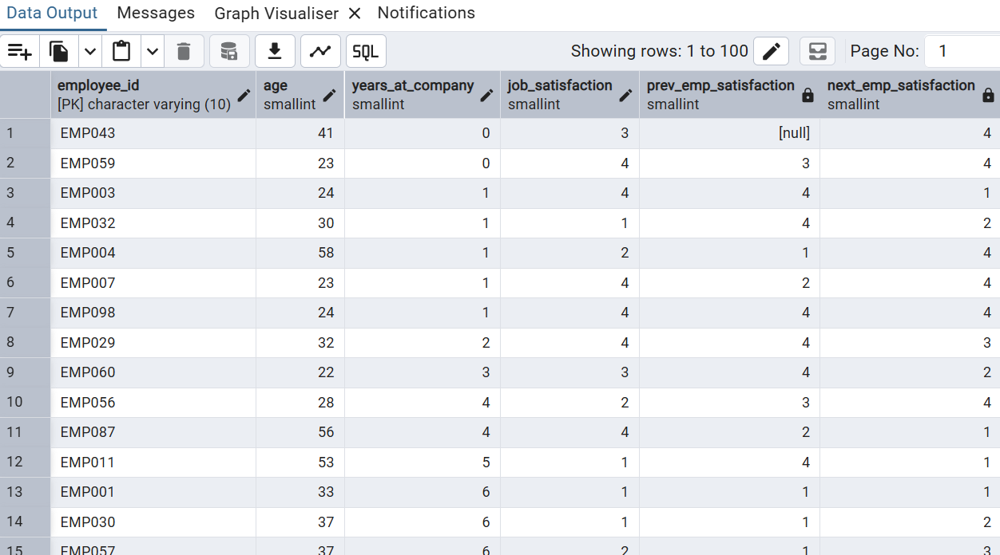 Data Output Messages Graph Visualiser Notifications
SQL Showing rows: 1 to 100 Page No: 1
employee_id age years_at_company job_satisfaction prev_emp_satisfaction next_emp_satisfaction
[PK] character varying (10) smallint smallint smallint smallint smallint
1 EMP043 41 0 3 [null] 4
2 EMP059 23 0 4 3 4
3 EMP003 24 1 4 4 1
4 EMP032 30 1 1 4 2
5 EMP004 58 1 2 1 4
6 EMP007 23 1 4 2 4
7 EMP098 24 1 4 4 4
8 EMP029 32 2 4 4 3
9 EMP060 22 3 3 4 2
10 EMP056 28 4 2 3 4
11 EMP087 56 4 4 2 1
12 EMP011 53 5 1 4 1
13 EMP001 33 6 1 1 1
14 EMP030 37 6 1 1 2
15 EMP057 37 6 2 1 3